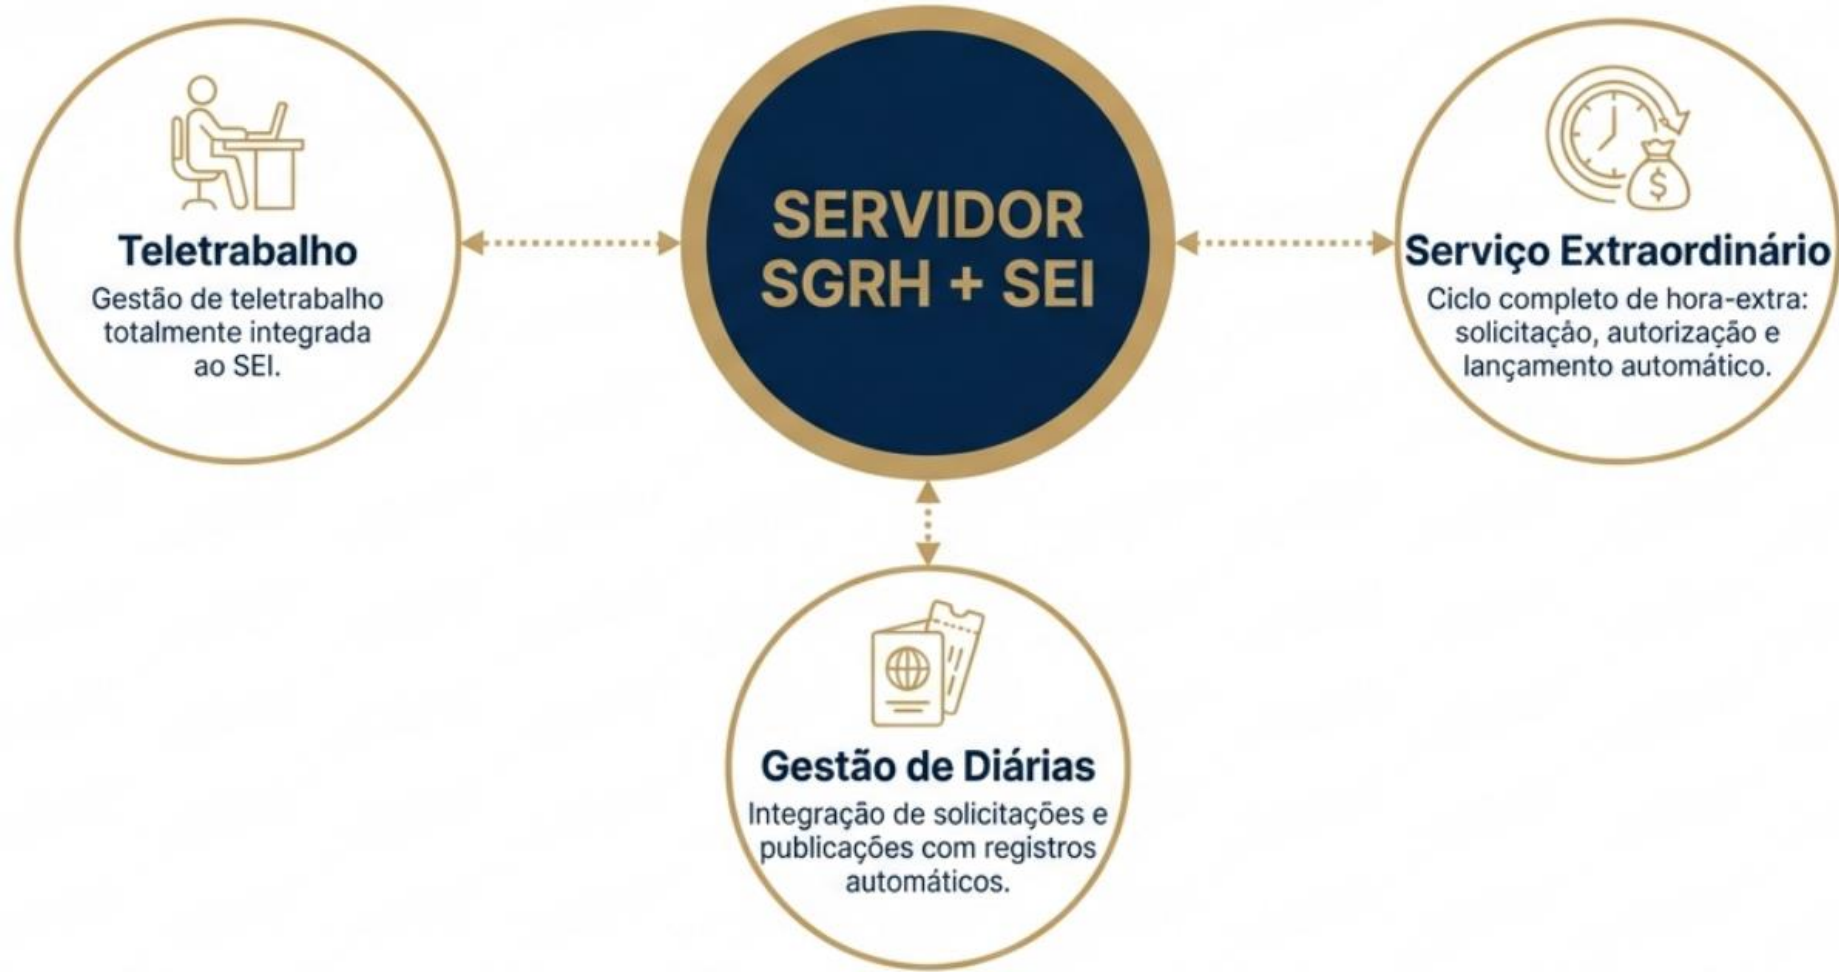 Teletrabalho
Gestão de teletrabalho
totalmente integrada
ao SEI.
SERVIDOR
SGRH + SEI
$
Serviço Extraordinário
Ciclo completo de hora-extra:
solicitação, autorização e
lançamento automático.
Gestão de Diárias
Integração de solicitações e
publicações com registros
automáticos.